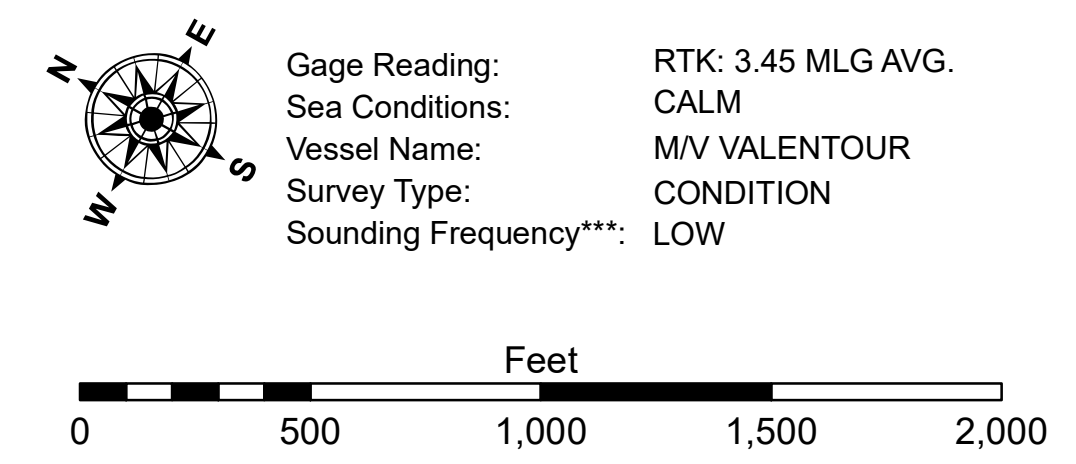 N
E
W
S
Gage Reading: RTK: 3.45 MLG AVG.
Sea Conditions: CALM
Vessel Name: M/V VALENTOUR
Survey Type: CONDITION
Sounding Frequency***: LOW
Feet
0 500 1,000 1,500 2,000